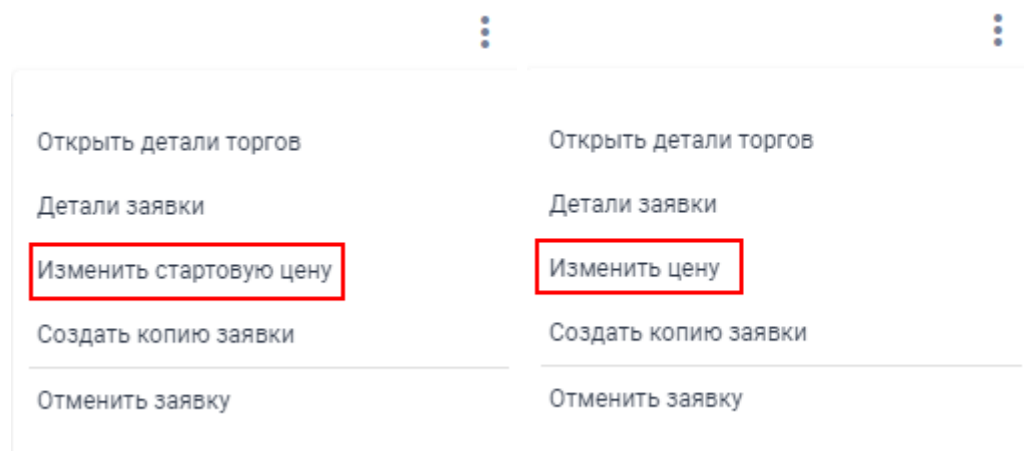 Открыть детали торгов
Детали заявки
Изменить стартовую цену
Создать копию заявки
Отменить заявку
Открыть детали торгов
Детали заявки
Изменить цену
Создать копию заявки
Отменить заявку